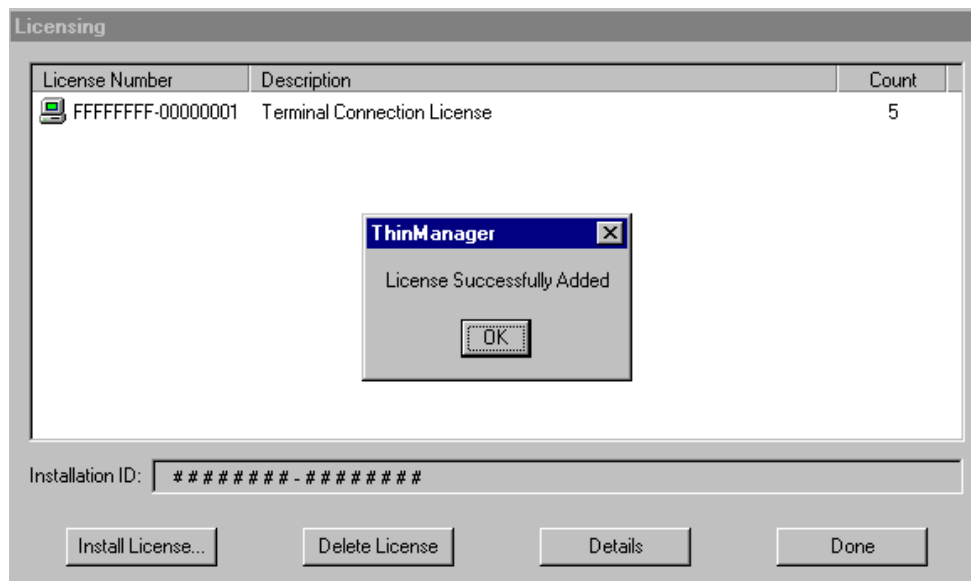 Licensing
License Number Description Count
FFFFFFFF-00000001 Terminal Connection License 5
ThinManager
License Successfully Added
OK
Installation ID: ########-########
Install License... Delete License Details Done